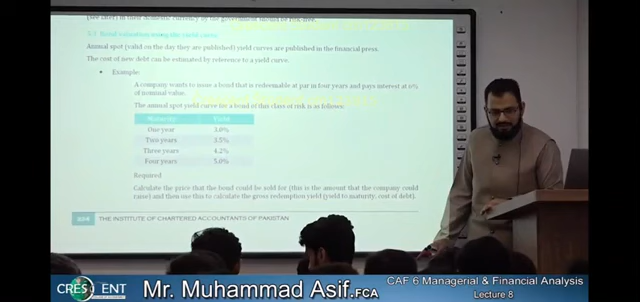 (see later) in their domestic currency by the government should be risk-free.
5.1 Bond valuation using the yield curve
Annual spot (valid on the day they are published) yield curves are published in the financial press.
The cost of new debt can be estimated by reference to a yield curve.
• Example:
A company wants to issue a bond that is redeemable at par in four years and pays interest at 6%
of nominal value.
The annual spot yield curve for a bond of this class of risk is as follows:
Maturity Yield
One year 3.0%
Two years 3.5%
Three years 4.2%
Four years 5.0%
Required
Calculate the price that the bond could be sold for (this is the amount that the company could
raise) and then use this to calculate the gross redemption yield (yield to maturity, cost of debt).
THE INSTITUTE OF CHARTERED ACCOUNTANTS OF PAKISTAN
CRESCENT
Mr. Muhammad Asif.FCA
CAF 6 Managerial & Financial Analysis
Lecture 8